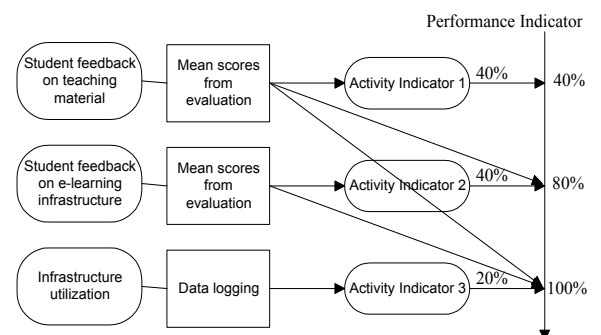 Performance Indicator
Student feedback
on teaching
material
Mean scores
from
evaluation
Activity Indicator 1
40%
40%
Student feedback
on e-learning
infrastructure
Mean scores
from
evaluation
Activity Indicator 2
40%
80%
Infrastructure
utilization
Data logging
Activity Indicator 3
20%
100%